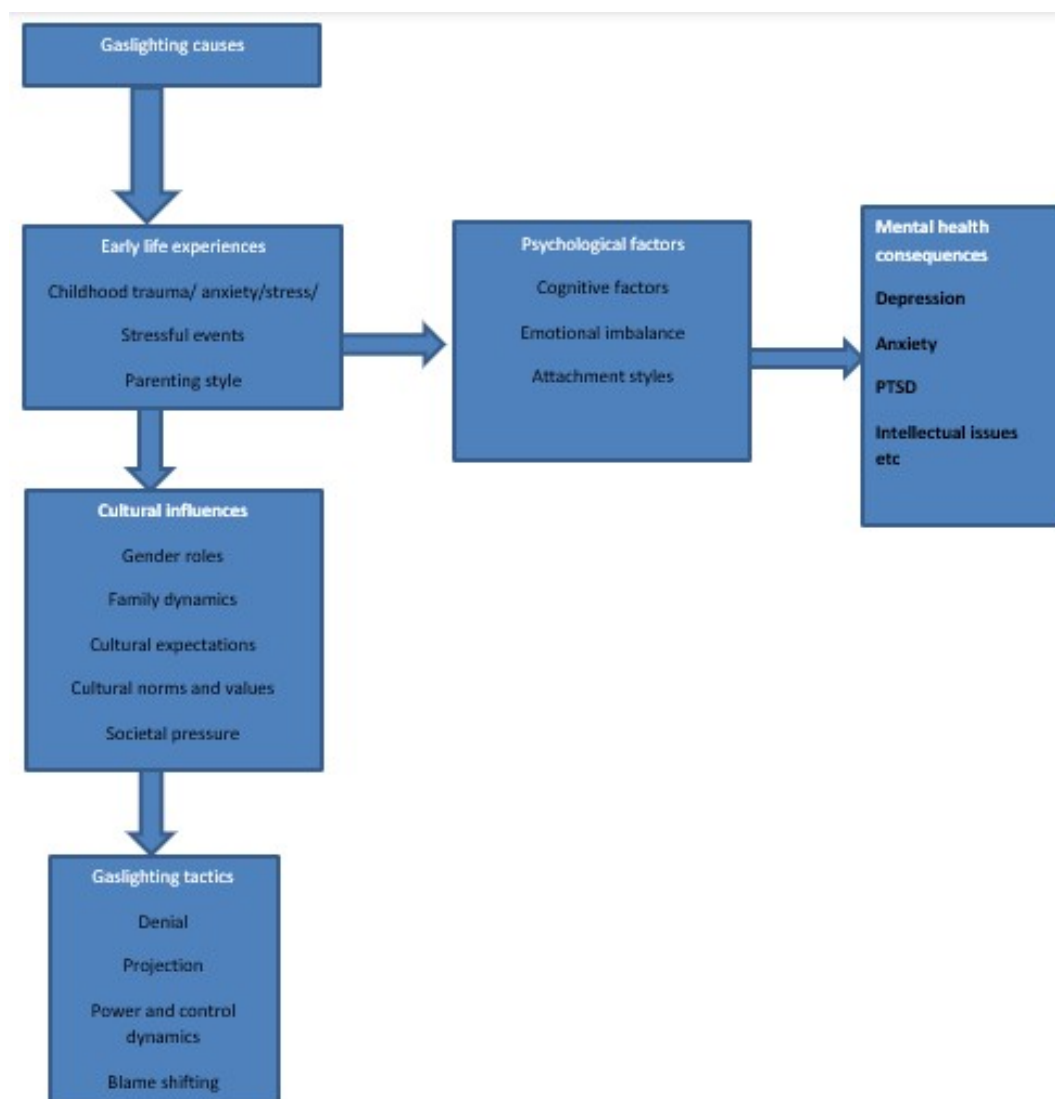 Gaslighting causes
Early life experiences
Childhood trauma/ anxiety/stress/
Stressful events
Parenting style
Psychological factors
Cognitive factors
Emotional imbalance
Attachment styles
Mental health
consequences
Depression
Anxiety
PTSD
Intellectual issues
etc
Cultural influences
Gender roles
Family dynamics
Cultural expectations
Cultural norms and values
Societal pressure
Gaslighting tactics
Denial
Projection
Power and control
dynamics
Blame shifting